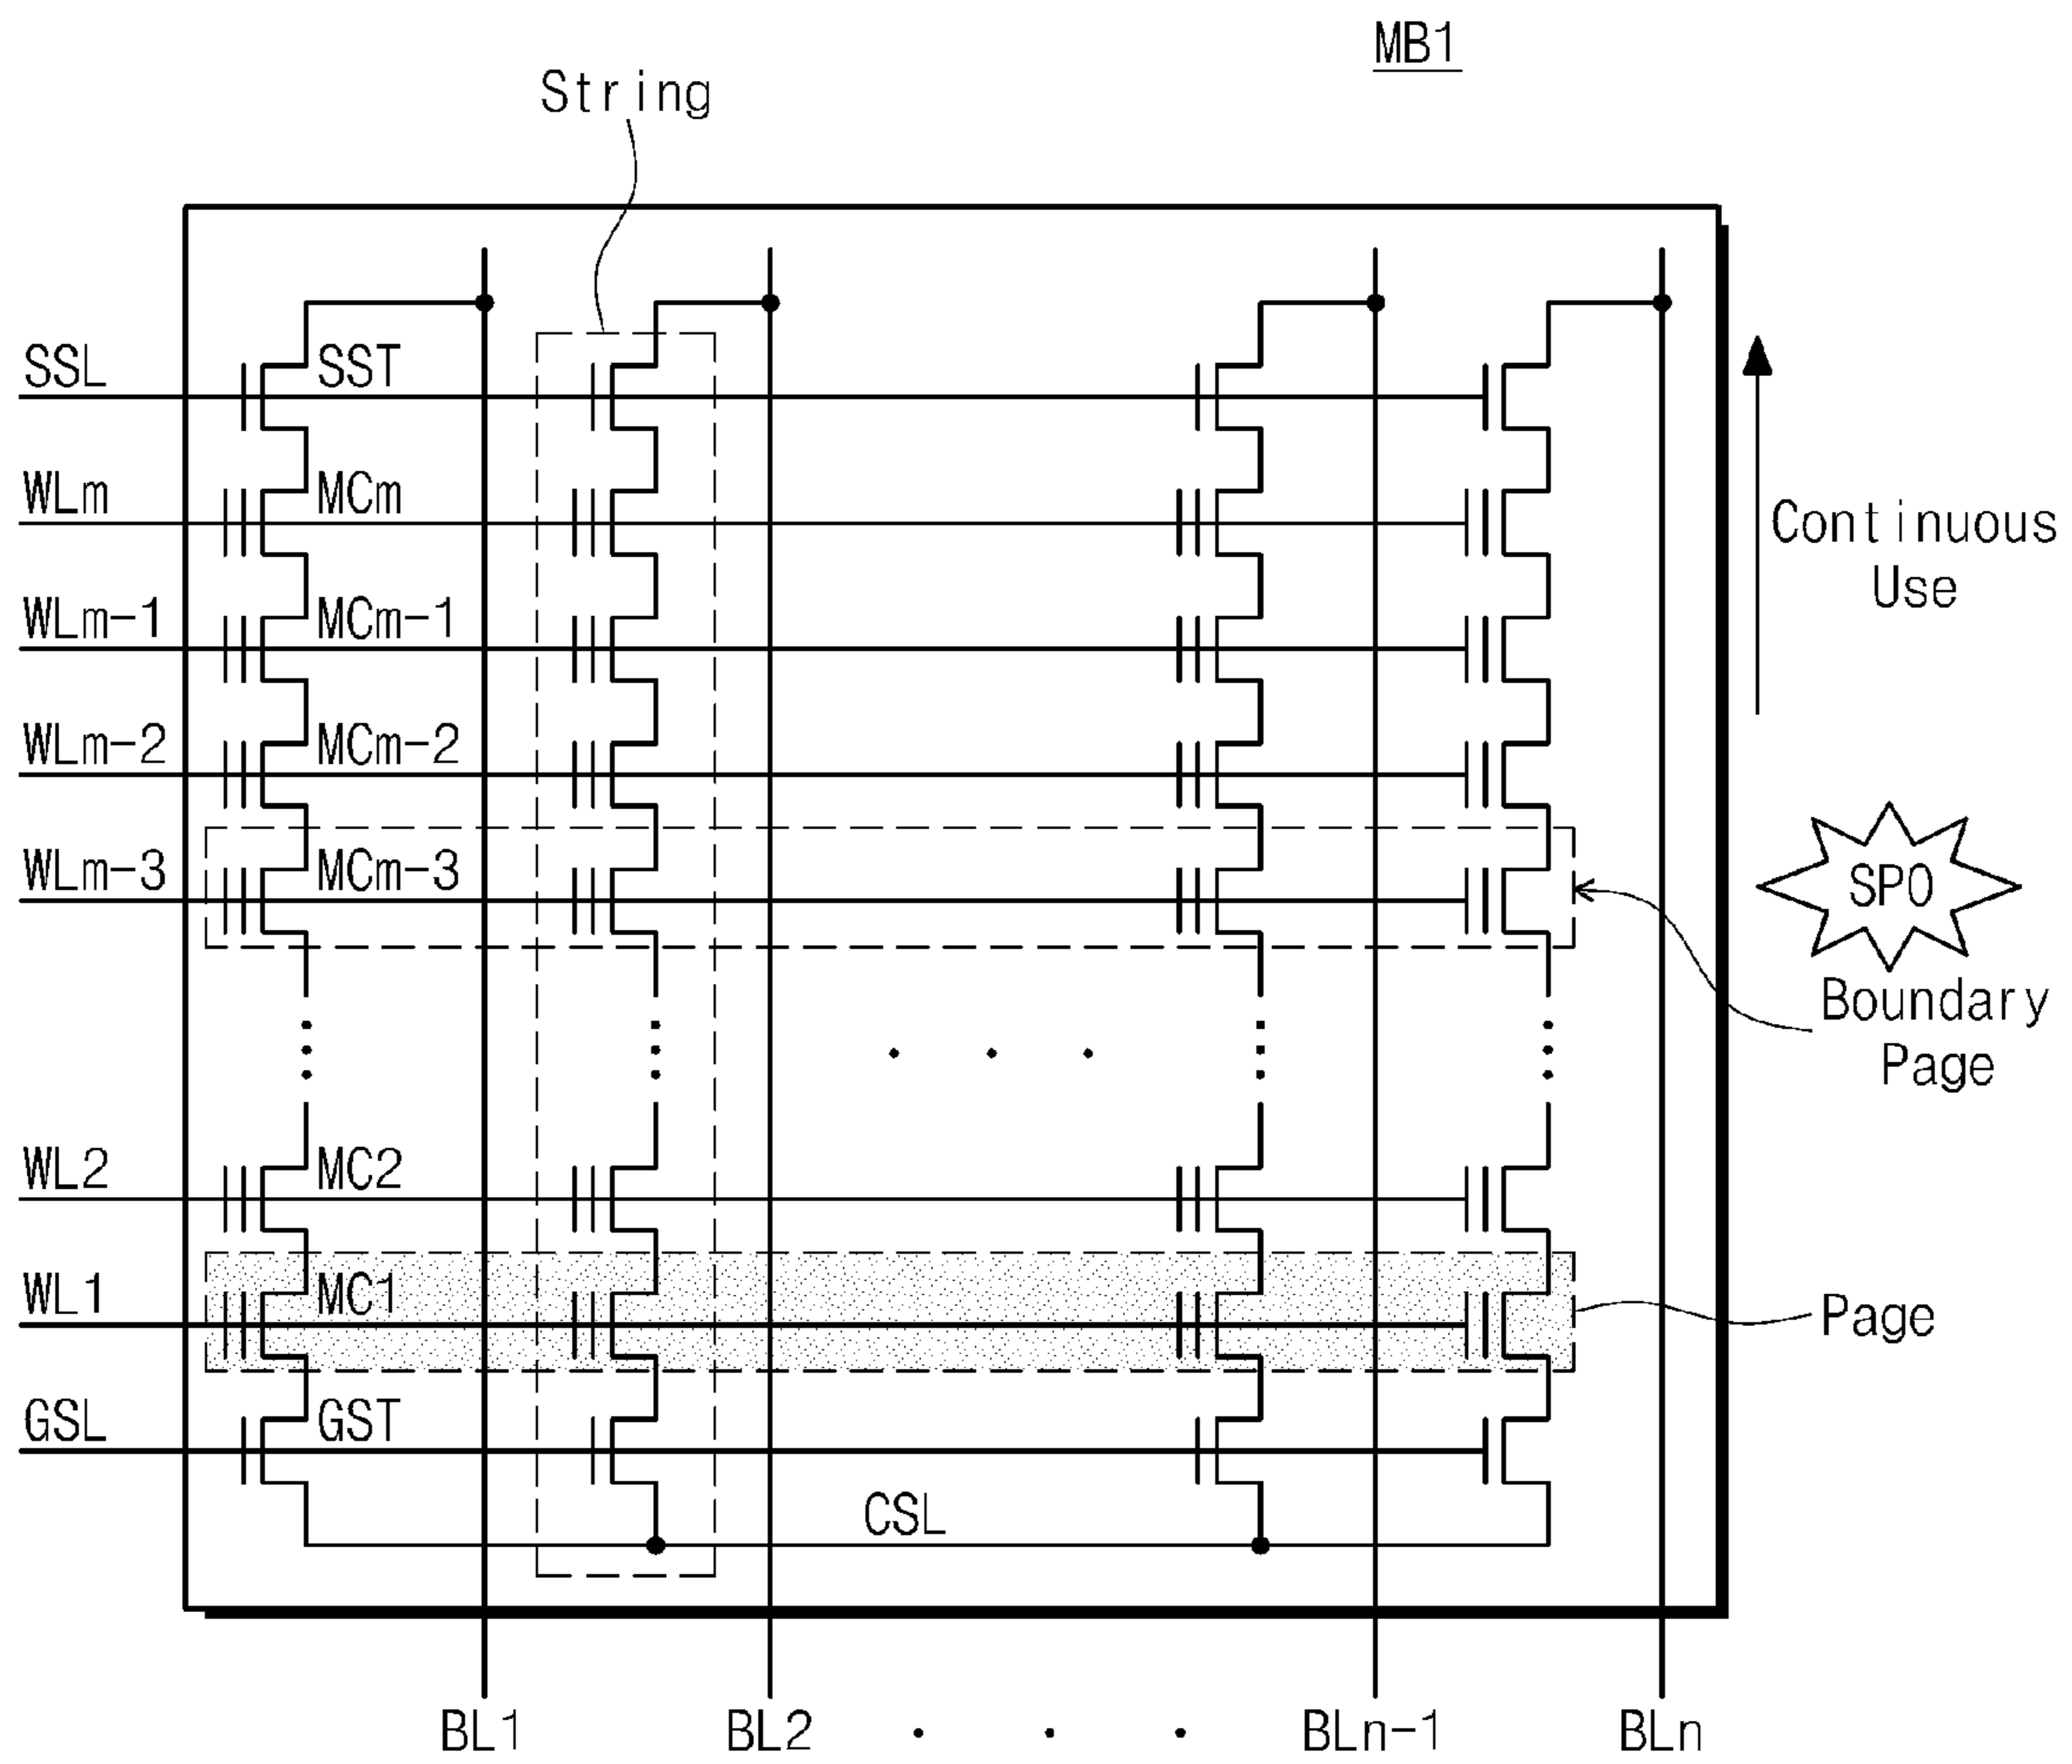 MB1
String
SSL SST
WLm MCm
Continuous
Use
WLm-1 MCm-1
WLm-2 MCm-2
WLm-3 MCm-3
SPO
Boundary
Page
WL2 MC2
WL1 MC1
Page
GSL GST
CSL
BL1 BL2 . . . BLn-1 BLn